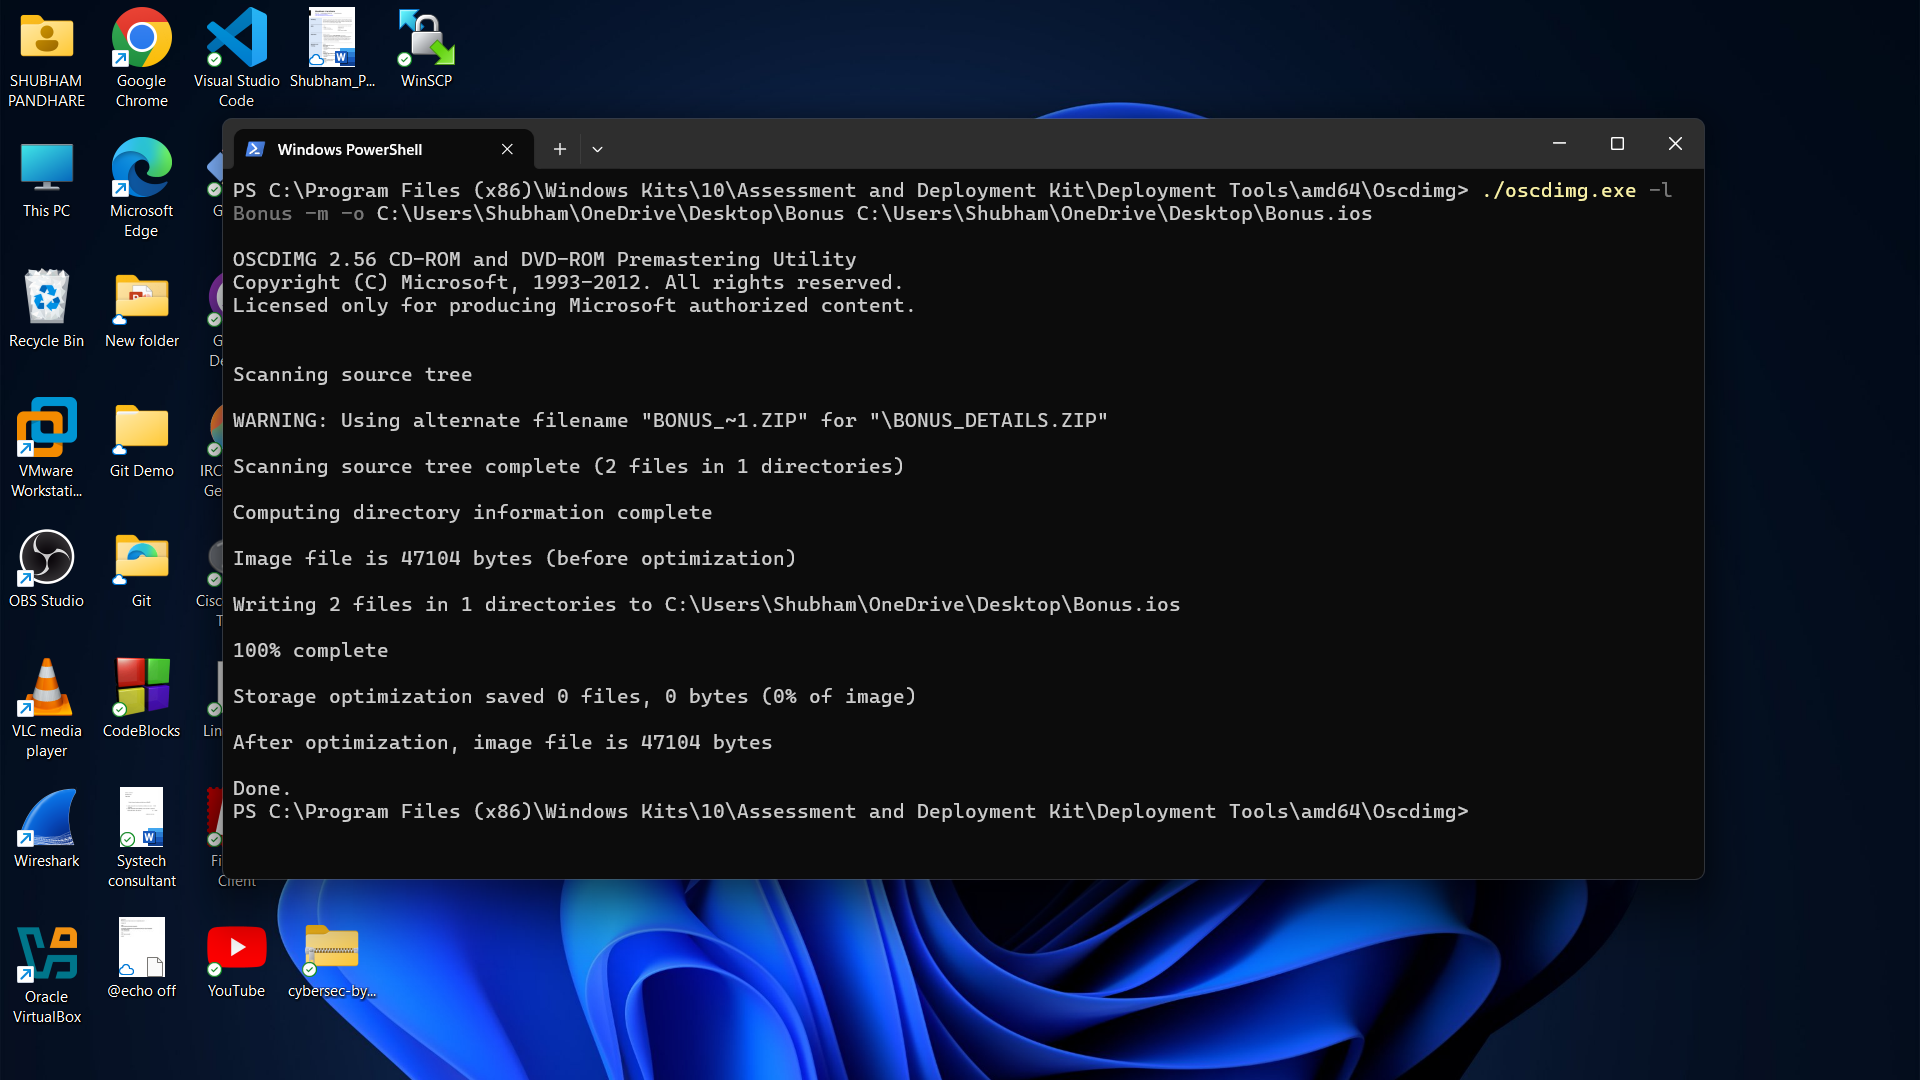 SHUBHAM
PANDHARE
Google
Chrome
Visual Studio
Code
Shubham_P...
WinSCP
This PC
Microsoft
Edge
G
Recycle Bin
New folder
G
De
VMware
Workstati...
Git Demo
IRC
Ge
OBS Studio
Git
Cisc
T
VLC media
player
CodeBlocks
Lin
Wireshark
Systech
consultant
Fi
Client
Oracle
VirtualBox
@echo off
YouTube
cybersec-by...
Windows PowerShell
PS C:\Program Files (x86)\Windows Kits\10\Assessment and Deployment Kit\Deployment Tools\amd64\Oscdimg> ./oscdimg.exe -l
Bonus -m -o C:\Users\Shubham\OneDrive\Desktop\Bonus C:\Users\Shubham\OneDrive\Desktop\Bonus.ios
OSCDIMG 2.56 CD-ROM and DVD-ROM Premastering Utility
Copyright (C) Microsoft, 1993-2012. All rights reserved.
Licensed only for producing Microsoft authorized content.
Scanning source tree
WARNING: Using alternate filename "BONUS_~1.ZIP" for "\BONUS_DETAILS.ZIP"
Scanning source tree complete (2 files in 1 directories)
Computing directory information complete
Image file is 47104 bytes (before optimization)
Writing 2 files in 1 directories to C:\Users\Shubham\OneDrive\Desktop\Bonus.ios
100% complete
Storage optimization saved 0 files, 0 bytes (0% of image)
After optimization, image file is 47104 bytes
Done.
PS C:\Program Files (x86)\Windows Kits\10\Assessment and Deployment Kit\Deployment Tools\amd64\Oscdimg>